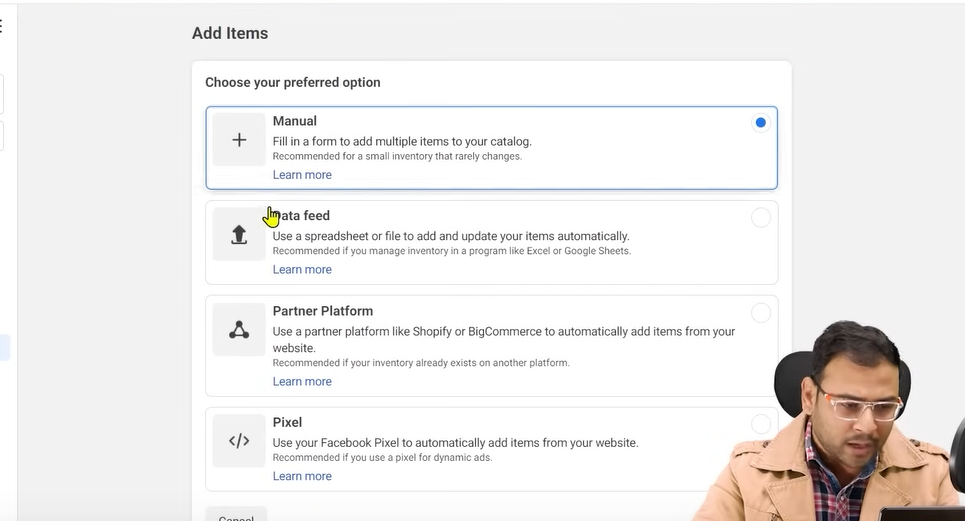 Add Items
Choose your preferred option
Manual
Fill in a form to add multiple items to your catalog.
Recommended for a small inventory that rarely changes.
Learn more
Data feed
Use a spreadsheet or file to add and update your items automatically.
Recommended if you manage inventory in a program like Excel or Google Sheets.
Learn more
Partner Platform
Use a partner platform like Shopify or BigCommerce to automatically add items from your
website.
Recommended if your inventory already exists on another platform.
Learn more
Pixel
Use your Facebook Pixel to automatically add items from your website.
Recommended if you use a pixel for dynamic ads.
Learn more
Cancel